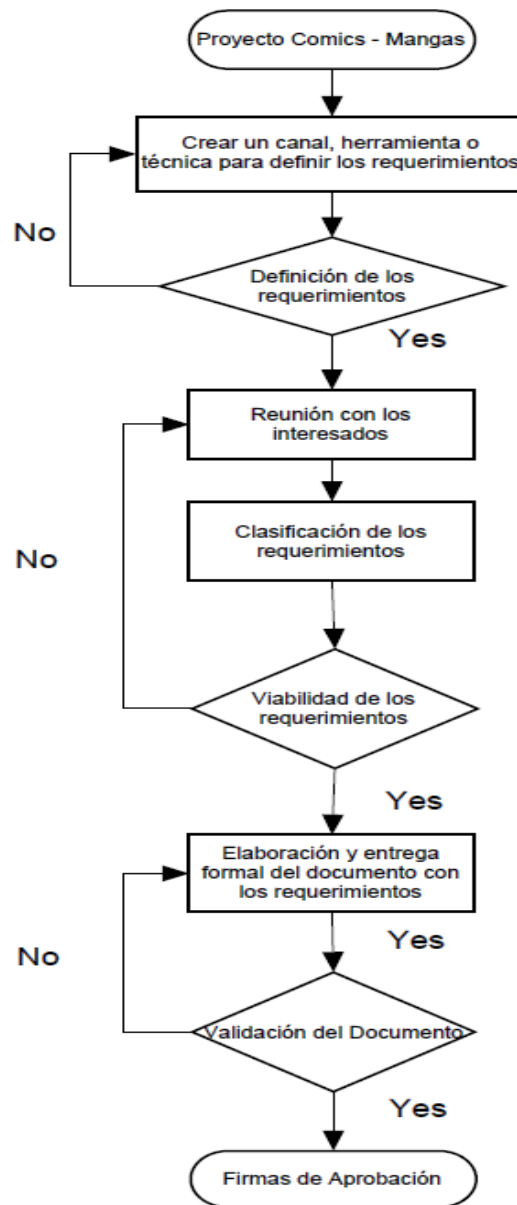 Proyecto Comics - Mangas
Crear un canal, herramienta o
técnica para definir los requerimientos
No
Definición de los
requerimientos
Yes
Reunión con los
interesados
Clasificación de los
requerimientos
No
Viabilidad de los
requerimientos
Yes
Elaboración y entrega
formal del documento con
los requerimientos
Yes
No
Validación del Documento
Yes
Firmas de Aprobación